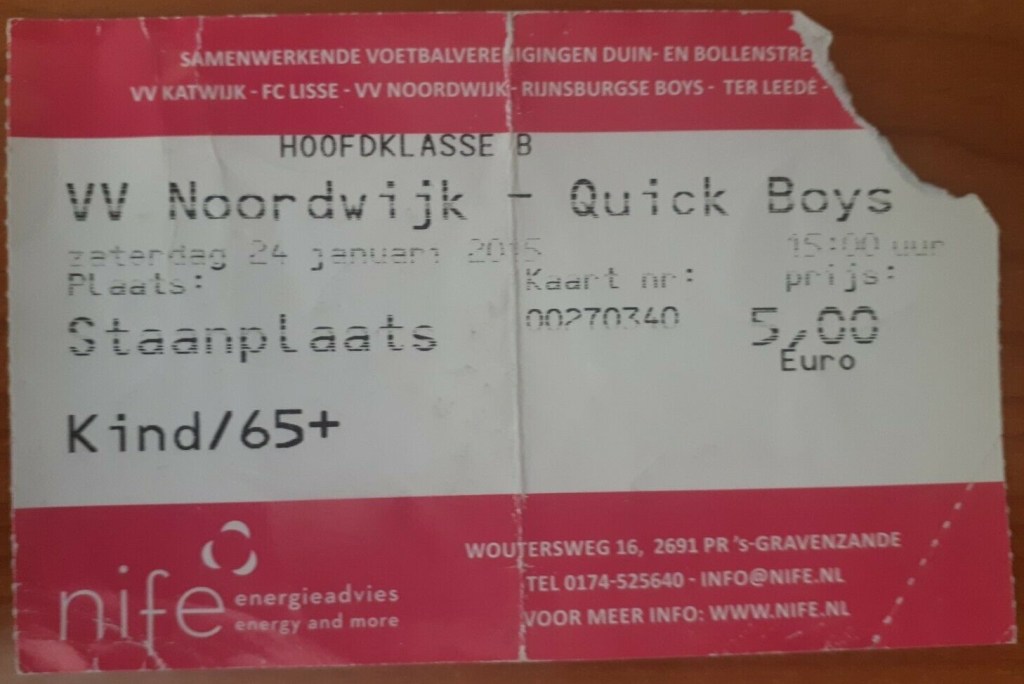 SAMENWERKENDE VOETBALVERENIGINGEN DUIN- EN BOLLENSTRE
VV KATWIJK - FC LISSE - VV NOORDWIJK - RIJNSBURGSE BOYS - TER LEEDE -
HOOFDKLASSE B
VV Noordwijk - Quick Boys
zaterdag 24 januari 2015 15:00 uur
Plaats: Kaart nr: prijs:
Staanplaats 00270340 5,00
Euro
Kind/65+
WOUTERSWEG 16, 2691 PR 's-GRAVENZANDE
TEL 0174-525640 - INFO@NIFE.NL
VOOR MEER INFO: WWW.NIFE.NL
nife energieadvies
energy and more